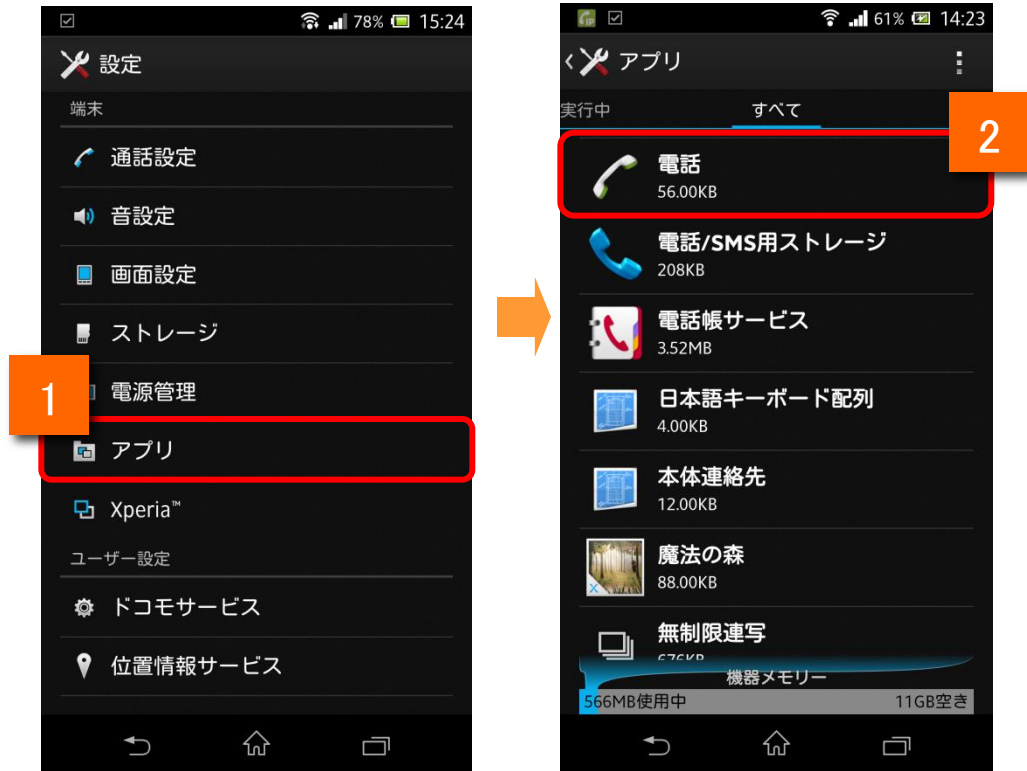 78% 15:24
設定
端末
通話設定
音設定
画面設定
ストレージ
1
電源管理
アプリ
Xperia™
ユーザー設定
ドコモサービス
位置情報サービス
IP 61% 14:23
アプリ
実行中 すべて
2
電話
56.00KB
電話/SMS用ストレージ
208KB
電話帳サービス
3.52MB
日本語キーボード配列
4.00KB
本体連絡先
12.00KB
魔法の森
88.00KB
無制限連写
676KB
機器メモリー
566MB使用中 11GB空き